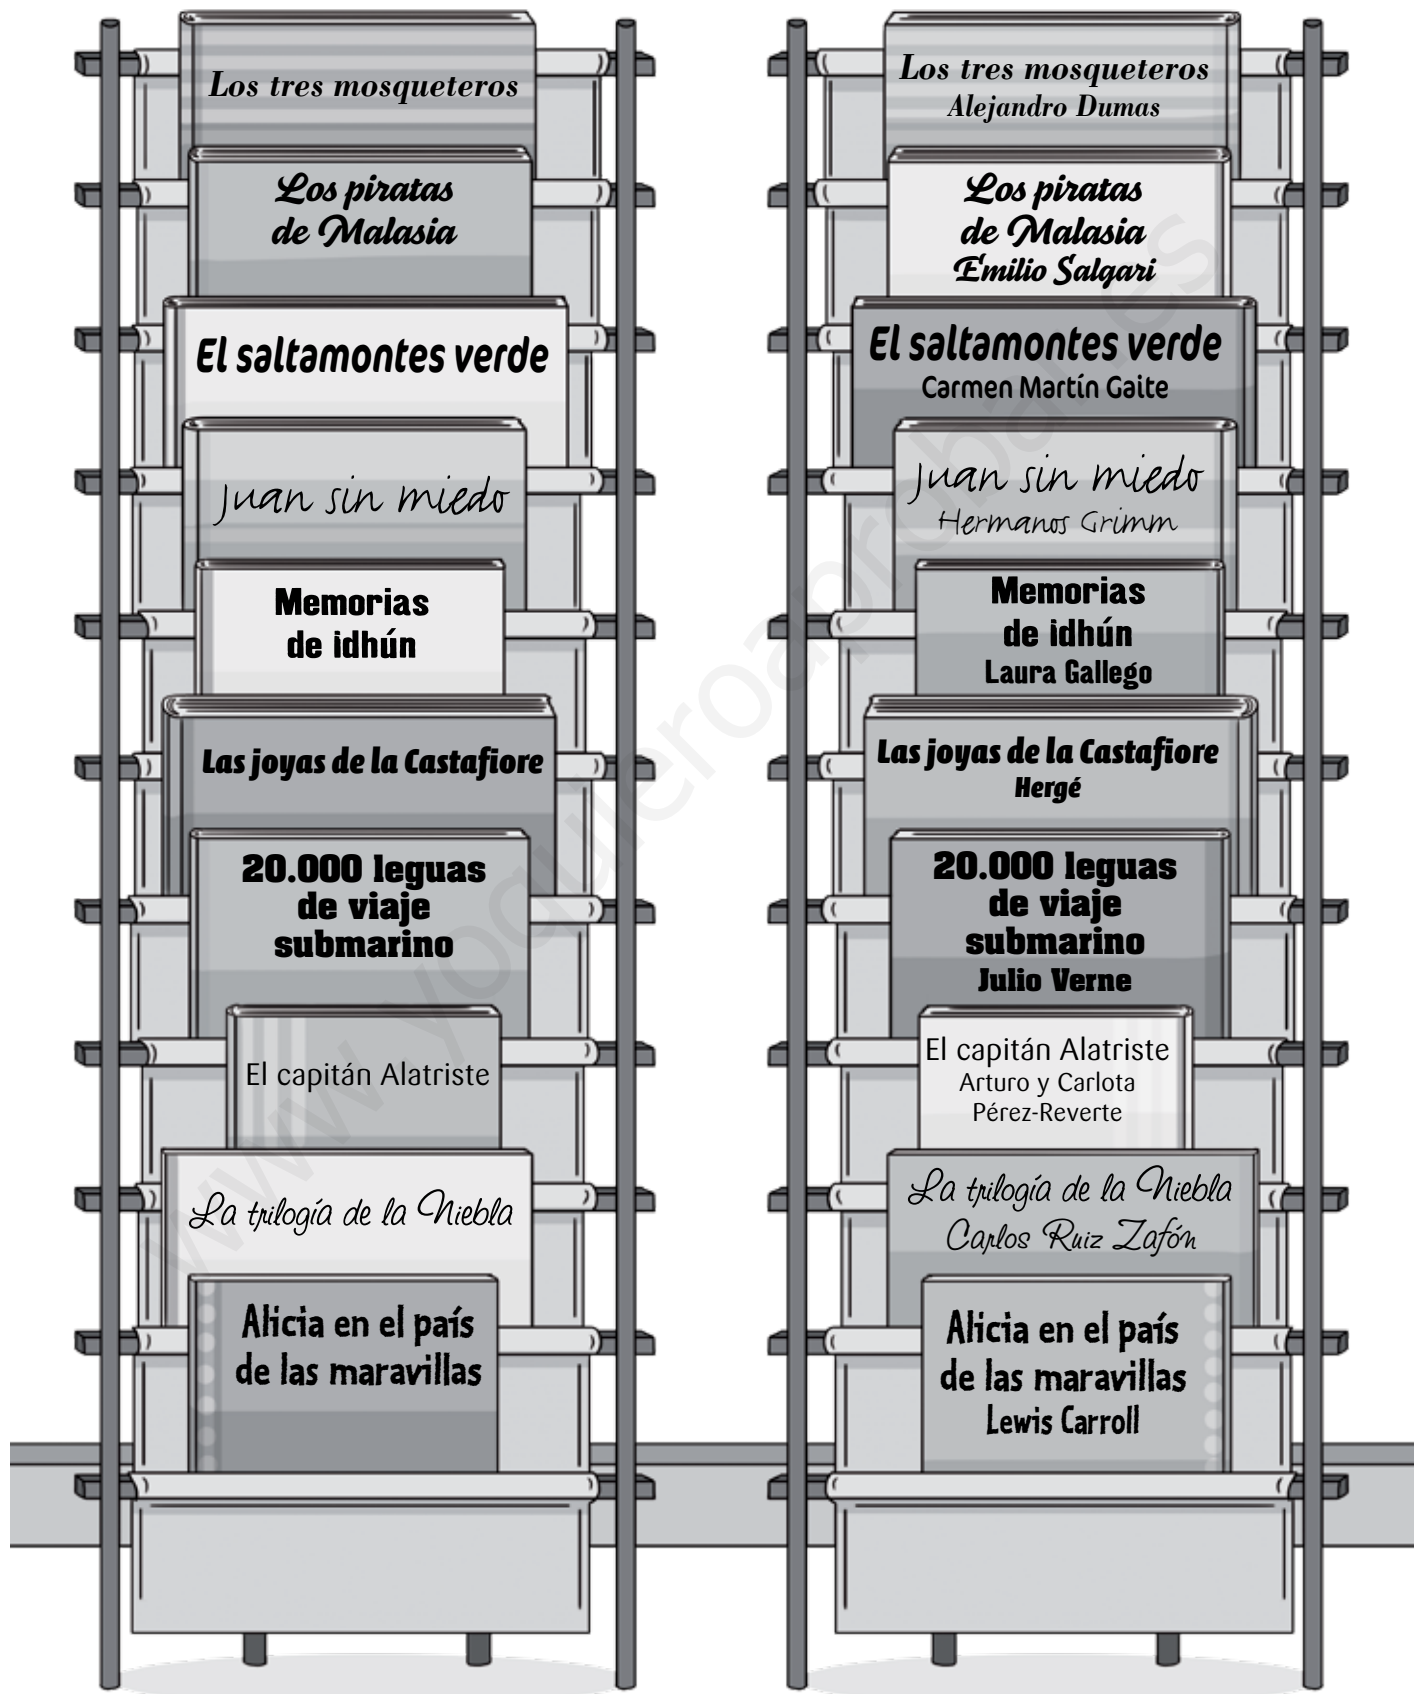 Los tres mosqueteros
Los piratas
de Malasia
El saltamontes verde
Juan sin miedo
Memorias
de idhún
Las joyas de la Castafiore
20.000 leguas
de viaje
submarino
El capitán Alatriste
La trilogía de la Niebla
Alicia en el país
de las maravillas
Los tres mosqueteros
Alejandro Dumas
Los piratas
de Malasia
Emilio Salgari
El saltamontes verde
Carmen Martín Gaite
Juan sin miedo
Hermanos Grimm
Memorias
de idhún
Laura Gallego
Las joyas de la Castafiore
Hergé
20.000 leguas
de viaje
submarino
Julio Verne
El capitán Alatriste
Arturo y Carlota
Pérez-Reverte
La trilogía de la Niebla
Carlos Ruiz Zafón
Alicia en el país
de las maravillas
Lewis Carroll
www.yoquieroaprobar.es